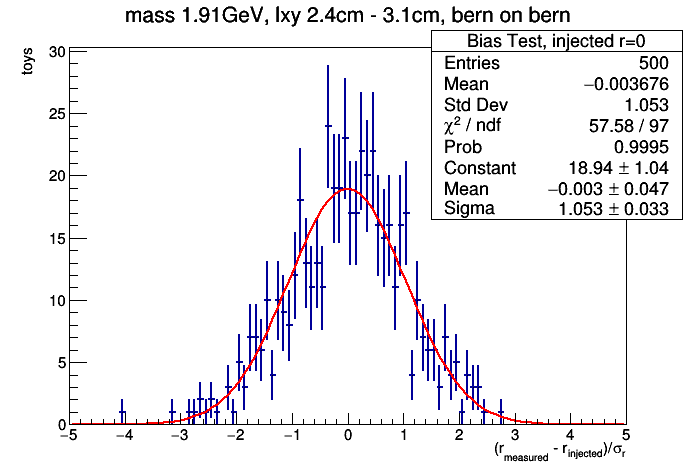 mass 1.91GeV, lxy 2.4cm - 3.1cm, bern on bern
toys
Bias Test, injected r=0
Entries 500
Mean −0.003676
Std Dev 1.053
χ² / ndf 57.58 / 97
Prob 0.9995
Constant 18.94 ± 1.04
Mean −0.003 ± 0.047
Sigma 1.053 ± 0.033
30
25
20
15
10
5
0
−5 −4 −3 −2 −1 0 1 2 3 4 5
(r_measured - r_injected)/σ_r